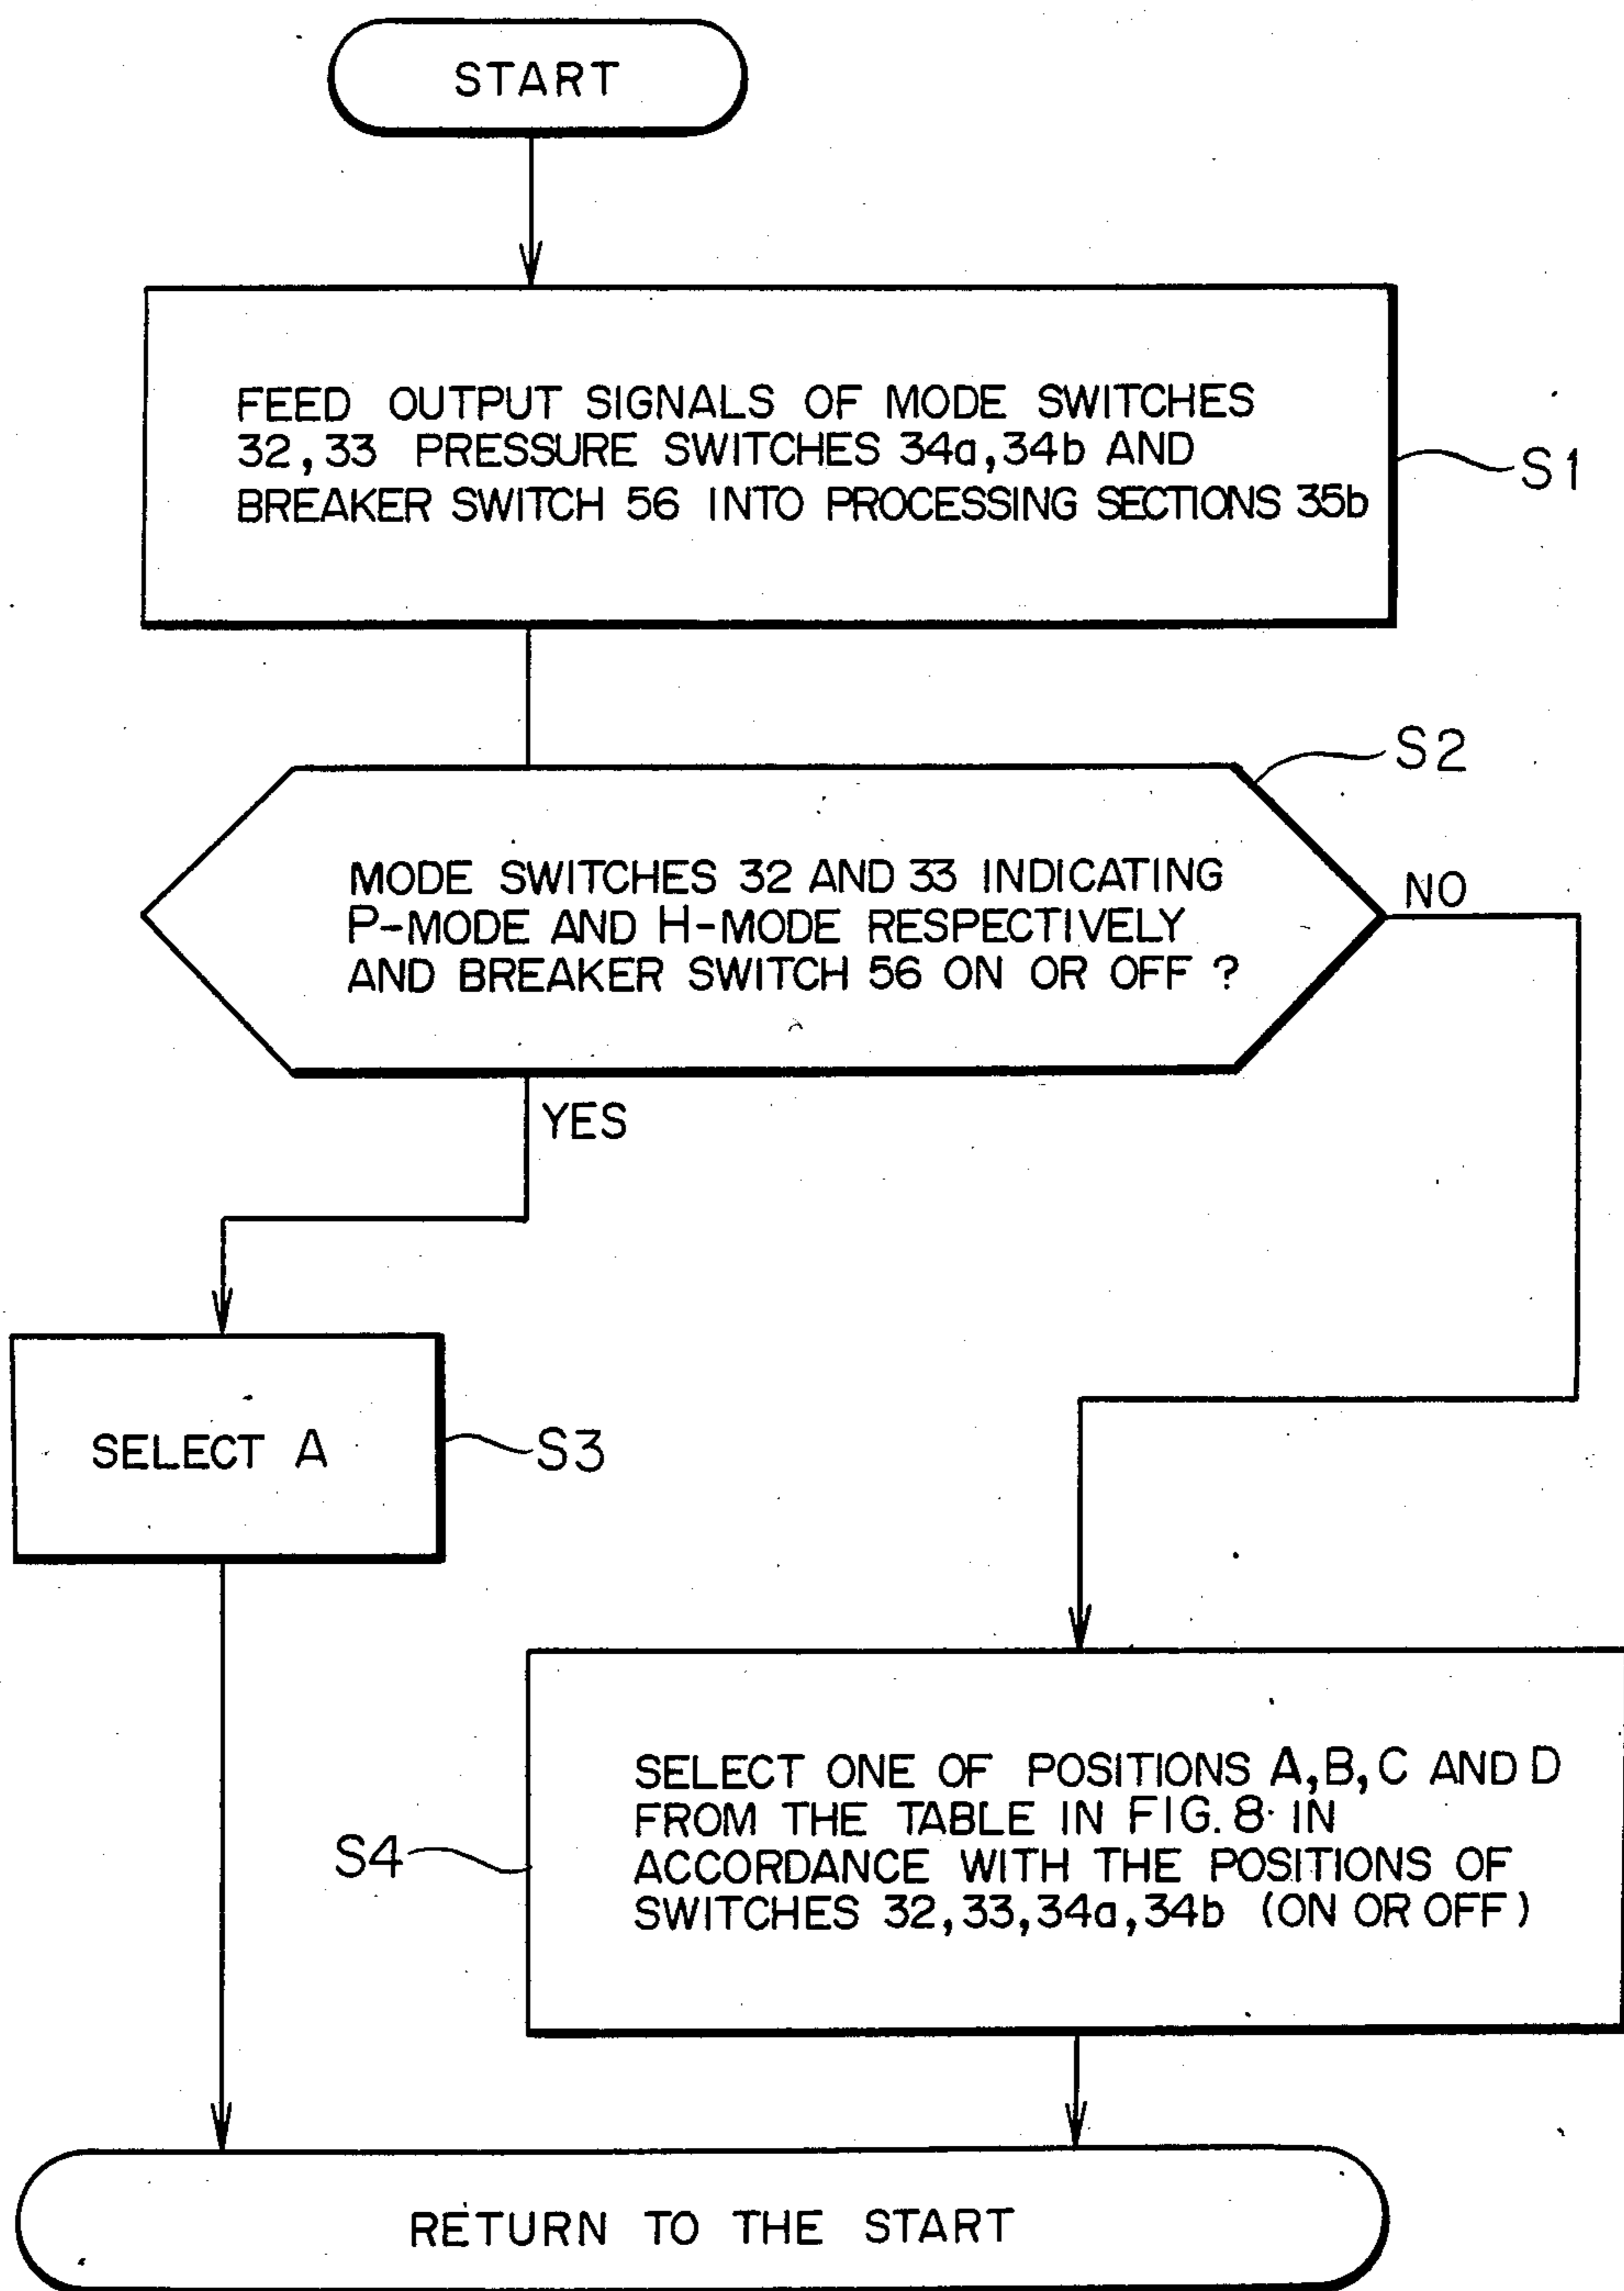 START
FEED OUTPUT SIGNALS OF MODE SWITCHES
32, 33 PRESSURE SWITCHES 34a, 34b AND
BREAKER SWITCH 56 INTO PROCESSING SECTIONS 35b
S1
S2
MODE SWITCHES 32 AND 33 INDICATING
P-MODE AND H-MODE RESPECTIVELY
AND BREAKER SWITCH 56 ON OR OFF ?
NO
YES
SELECT A
S3
SELECT ONE OF POSITIONS A, B, C AND D
FROM THE TABLE IN FIG. 8 IN
ACCORDANCE WITH THE POSITIONS OF
SWITCHES 32, 33, 34a, 34b (ON OR OFF)
S4
RETURN TO THE START